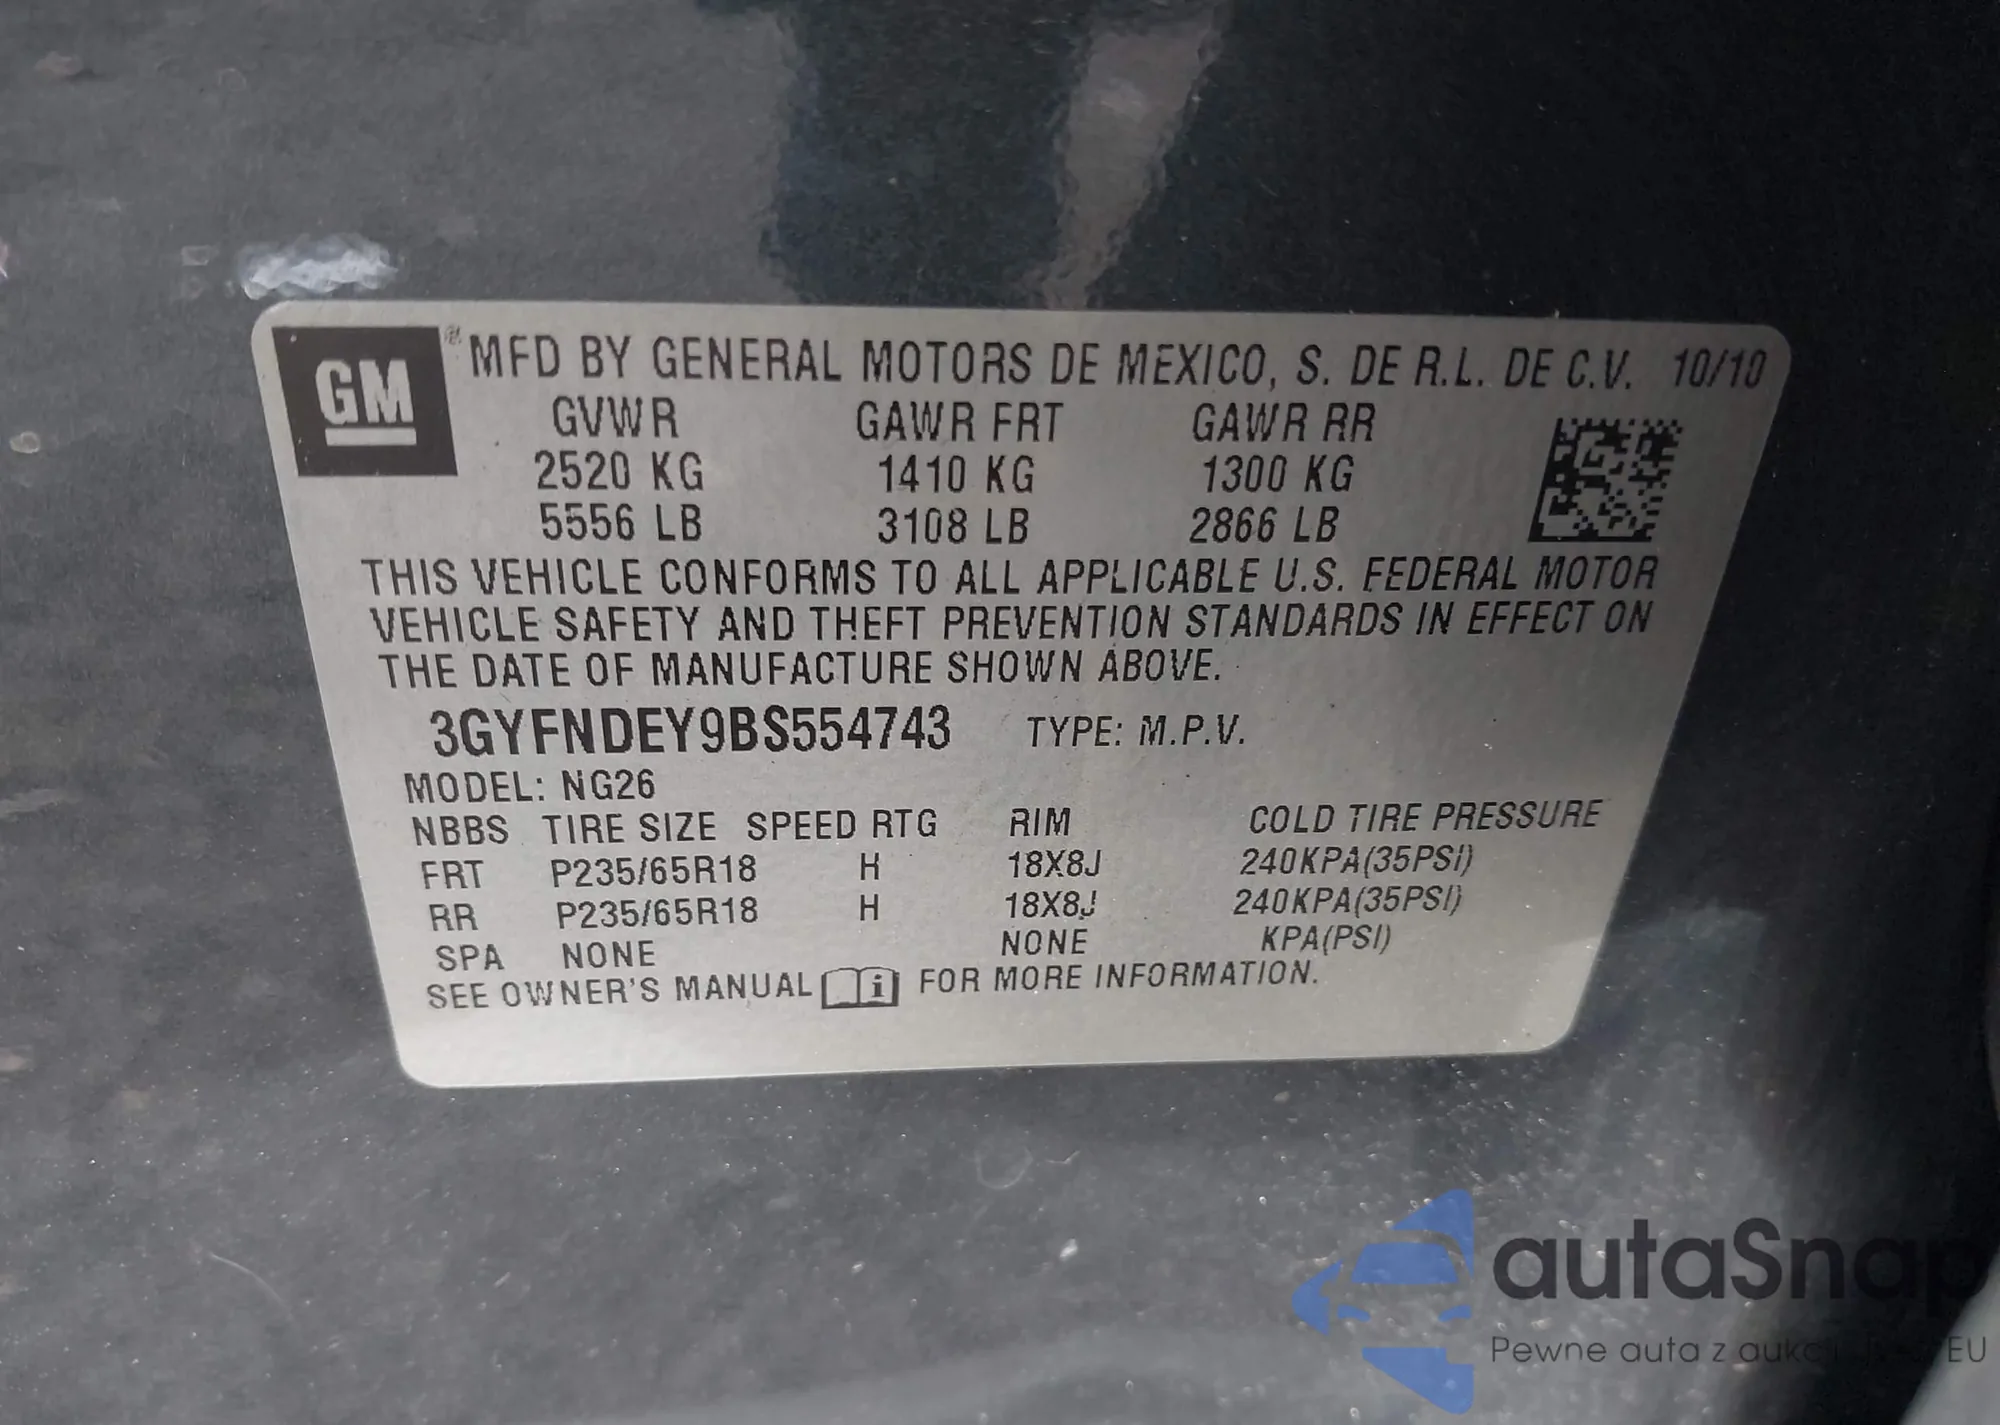 GM ® MFD BY GENERAL MOTORS DE MEXICO, S. DE R.L. DE C.V. 10/10
GVWR GAWR FRT GAWR RR
2520 KG 1410 KG 1300 KG
5556 LB 3108 LB 2866 LB
THIS VEHICLE CONFORMS TO ALL APPLICABLE U.S. FEDERAL MOTOR
VEHICLE SAFETY AND THEFT PREVENTION STANDARDS IN EFFECT ON
THE DATE OF MANUFACTURE SHOWN ABOVE.
3GYFNDEY9BS554743 TYPE: M.P.V.
MODEL: NG26
NBBS TIRE SIZE SPEED RTG RIM COLD TIRE PRESSURE
FRT P235/65R18 H 18X8J 240KPA(35PSI)
RR P235/65R18 H 18X8J 240KPA(35PSI)
SPA NONE NONE KPA(PSI)
SEE OWNER'S MANUAL i FOR MORE INFORMATION.
autaSnap
Pewne auta z EU